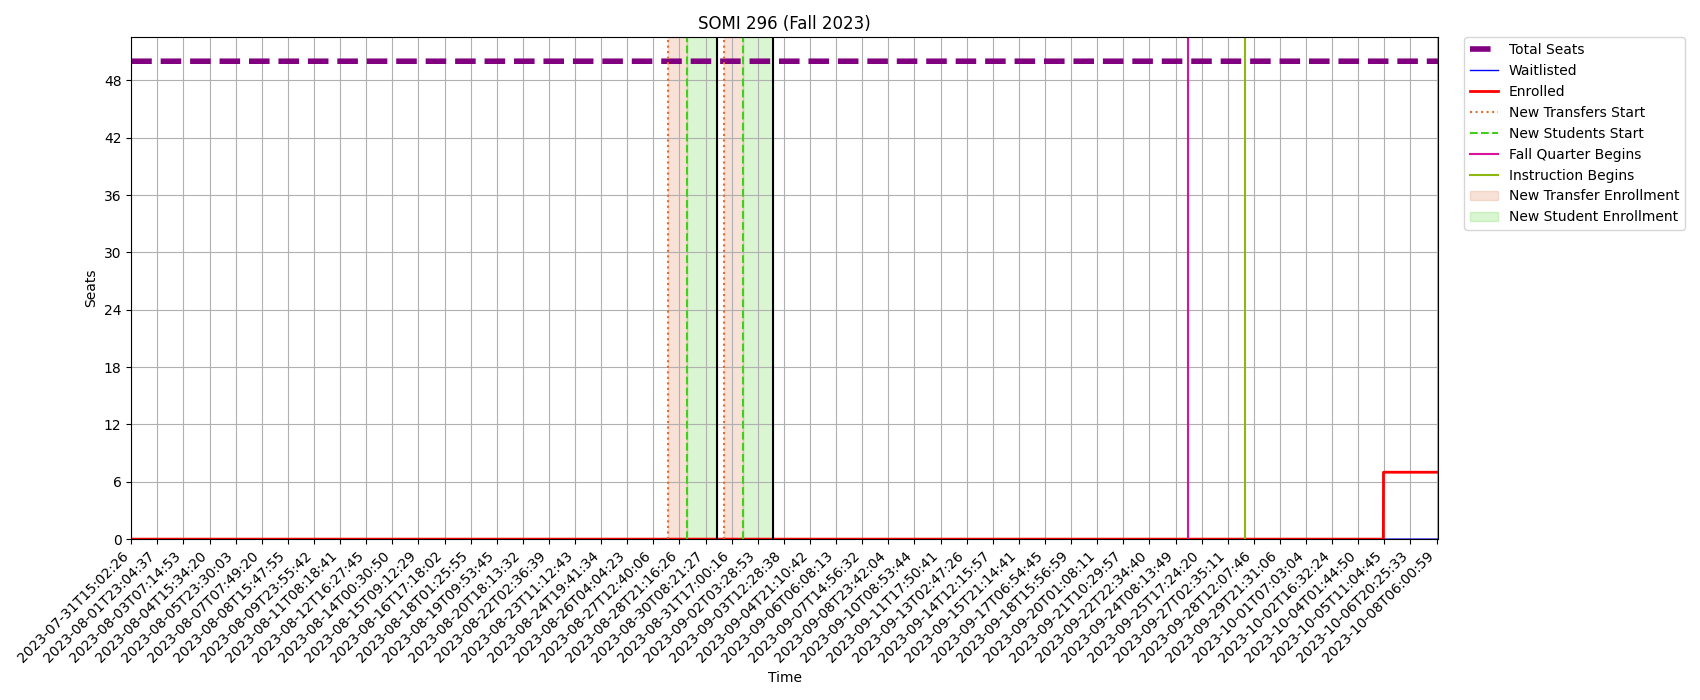 SOMI 296 (Fall 2023)
Seats
48
42
36
30
24
18
12
6
0
Total Seats
Waitlisted
Enrolled
New Transfers Start
New Students Start
Fall Quarter Begins
Instruction Begins
New Transfer Enrollment
New Student Enrollment
2023-07-31T15:02:26
2023-08-01T23:04:37
2023-08-03T07:14:53
2023-08-04T15:34:20
2023-08-05T23:30:03
2023-08-07T07:49:20
2023-08-08T15:47:55
2023-08-09T23:55:42
2023-08-11T08:18:41
2023-08-12T16:27:45
2023-08-14T00:30:50
2023-08-15T09:12:29
2023-08-16T17:18:02
2023-08-18T01:25:55
2023-08-19T09:53:45
2023-08-20T18:13:32
2023-08-22T02:36:39
2023-08-23T11:12:43
2023-08-24T19:41:34
2023-08-26T04:04:23
2023-08-27T12:40:06
2023-08-28T21:16:20
2023-08-30T08:21:27
2023-08-31T17:00:16
2023-09-02T03:28:53
2023-09-03T12:28:38
2023-09-04T21:10:42
2023-09-06T06:08:13
2023-09-07T14:56:32
2023-09-08T23:42:04
2023-09-10T08:53:44
2023-09-11T17:50:41
2023-09-13T02:47:26
2023-09-14T12:15:57
2023-09-15T21:14:41
2023-09-17T06:54:45
2023-09-18T15:56:59
2023-09-20T01:08:11
2023-09-21T10:29:57
2023-09-22T22:34:40
2023-09-24T08:13:49
2023-09-25T17:24:20
2023-09-27T02:35:11
2023-09-28T12:07:46
2023-09-29T21:31:06
2023-10-01T07:03:04
2023-10-02T16:32:24
2023-10-04T01:44:50
2023-10-05T11:04:45
2023-10-06T20:25:33
2023-10-08T06:00:59
Time